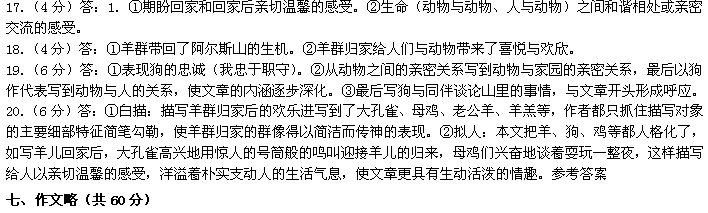 17.（4 分）答：1. ①期盼回家和回家后亲切温馨的感受。②生命（动物与动物、人与动物）之间和谐相处或亲密
交流的感受。
18.（4 分）答：①羊群带回了阿尔斯山的生机。②羊群归家给人们与动物带来了喜悦与欢欣。
19.（6 分）答：①表现狗的忠诚（我忠于职守）。②从动物之间的亲密关系写到动物与家园的亲密关系，最后以狗
作代表写到动物与人的关系，使文章的内涵逐步深化。③最后写狗与同伴谈论山里的事情，与文章开头形成呼应。
20.（6 分）答：①白描：描写羊群归家后的欢乐进写到了大孔雀、母鸡、老公羊、羊羔等，作者都只抓住描写对象
的主要细部特征简笔勾勒，使羊群归家的群像得以简洁而传神的表现。②拟人：本文把羊、狗、鸡等都人格化了，
如写羊儿回家后，大孔雀高兴地用惊人的号筒般的鸣叫迎接羊儿的归来，母鸡们兴奋地谈着耍玩一整夜，这样描写
给人以亲切温馨的感受，洋溢着朴实支动人的生活气息，使文章更具有生动活泼的情趣。参考答案
七、作文略（共 60 分）